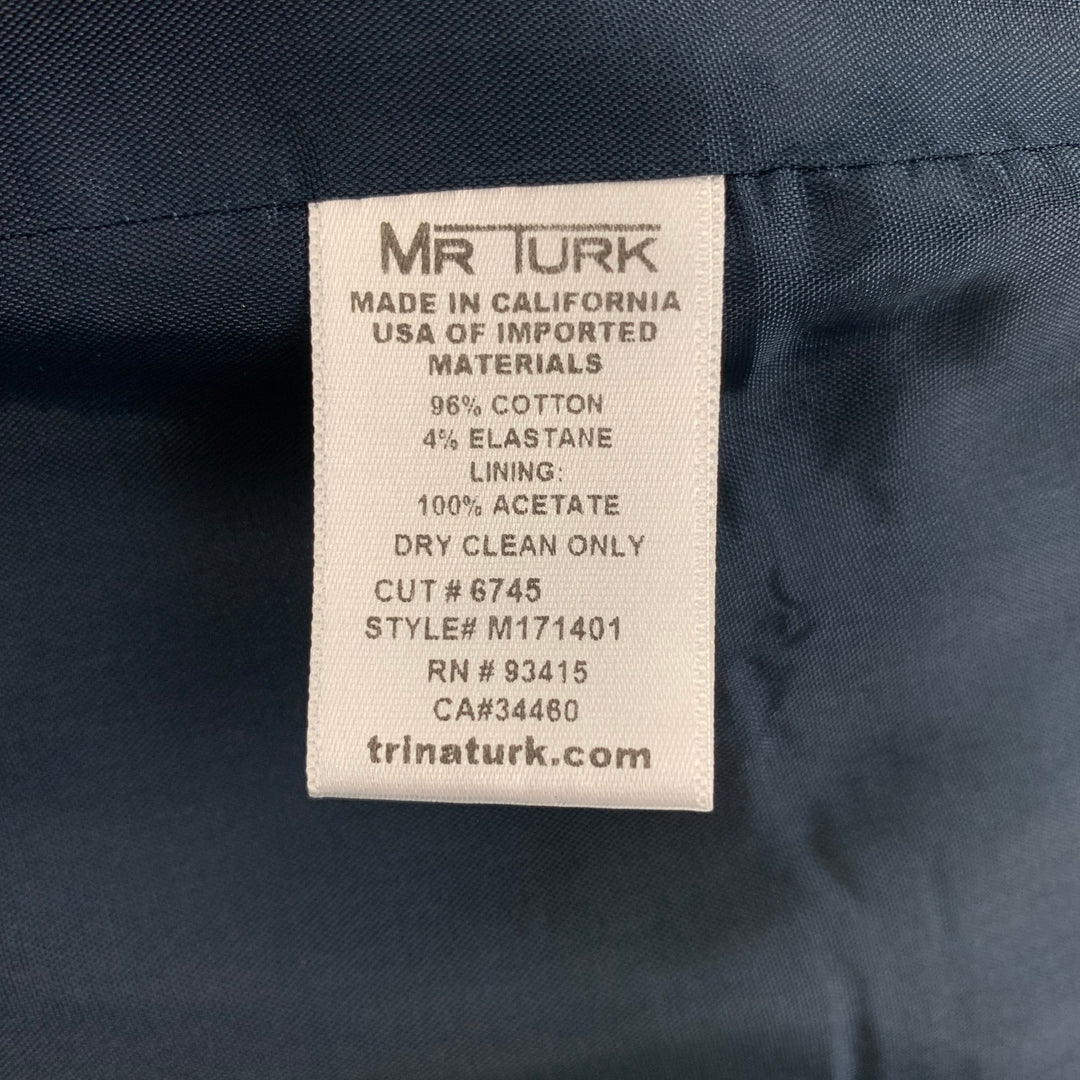 MR TURK
MADE IN CALIFORNIA
USA OF IMPORTED
MATERIALS
96% COTTON
4% ELASTANE
LINING:
100% ACETATE
DRY CLEAN ONLY
CUT # 6745
STYLE# M171401
RN # 93415
CA#34460
trinaturk.com